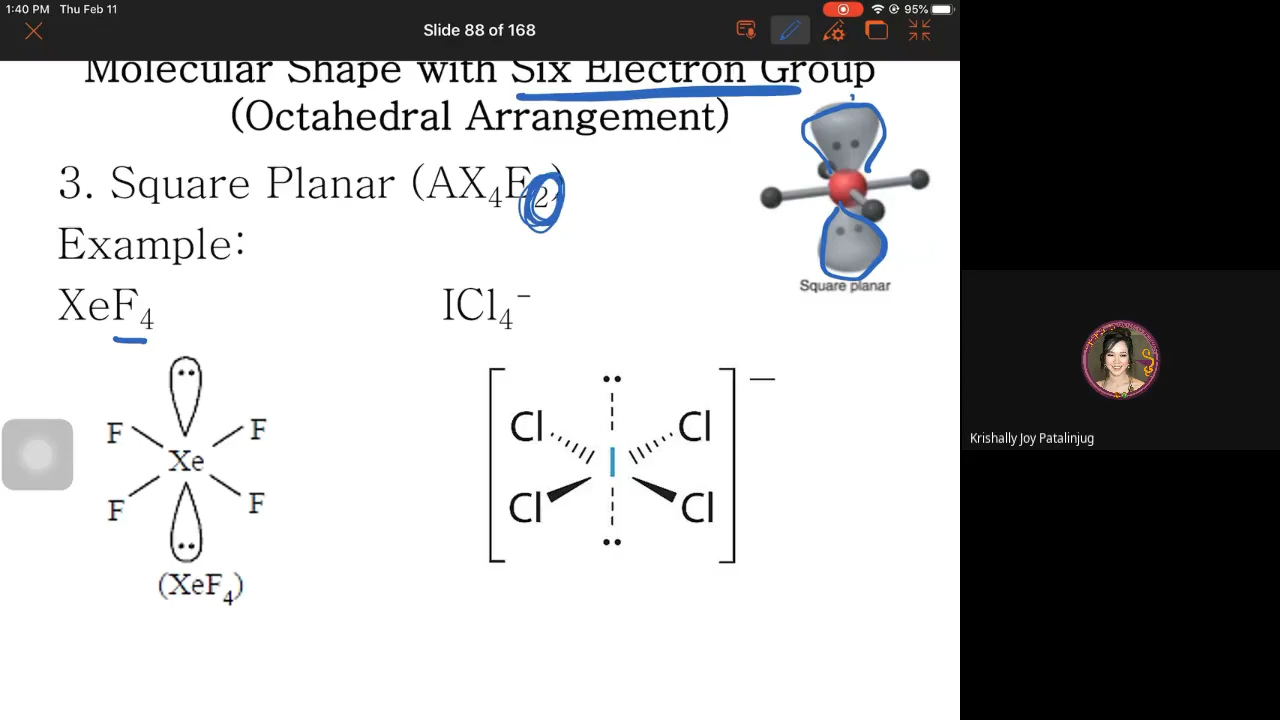 1:40 PM Thu Feb 11
95%
Slide 88 of 168
Molecular Shape with Six Electron Group
(Octahedral Arrangement)
3. Square Planar (AX₄E₂)
Example:
Square planar
XeF₄
ICl₄⁻
F F
Xe
F F
(XeF₄)
Cl Cl
I
Cl Cl
−
Krishally Joy Patalinjug